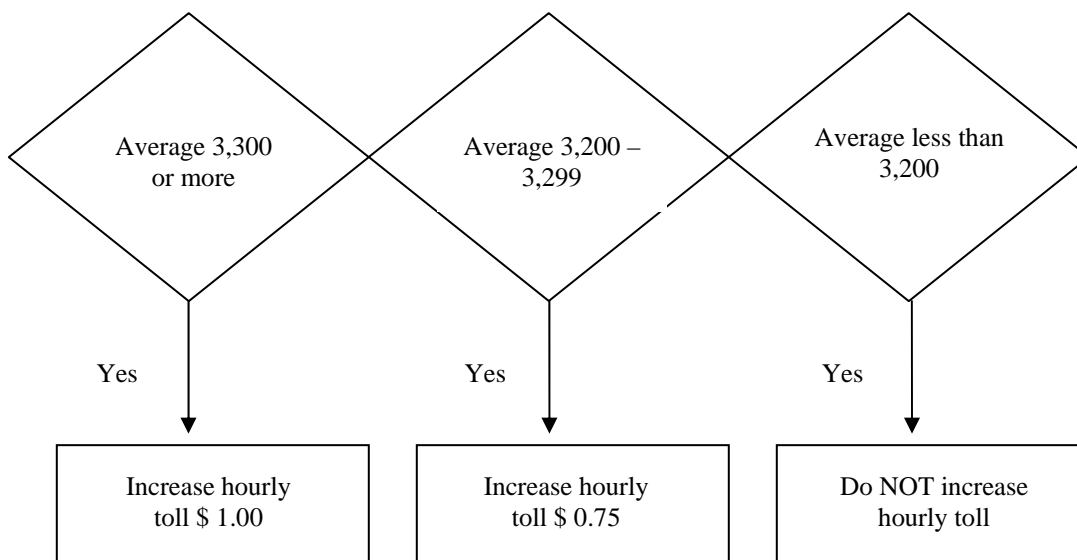 Average 3,300
or more
Average 3,200 –
3,299
Average less than
3,200
Yes
Yes
Yes
Increase hourly
toll $ 1.00
Increase hourly
toll $ 0.75
Do NOT increase
hourly toll